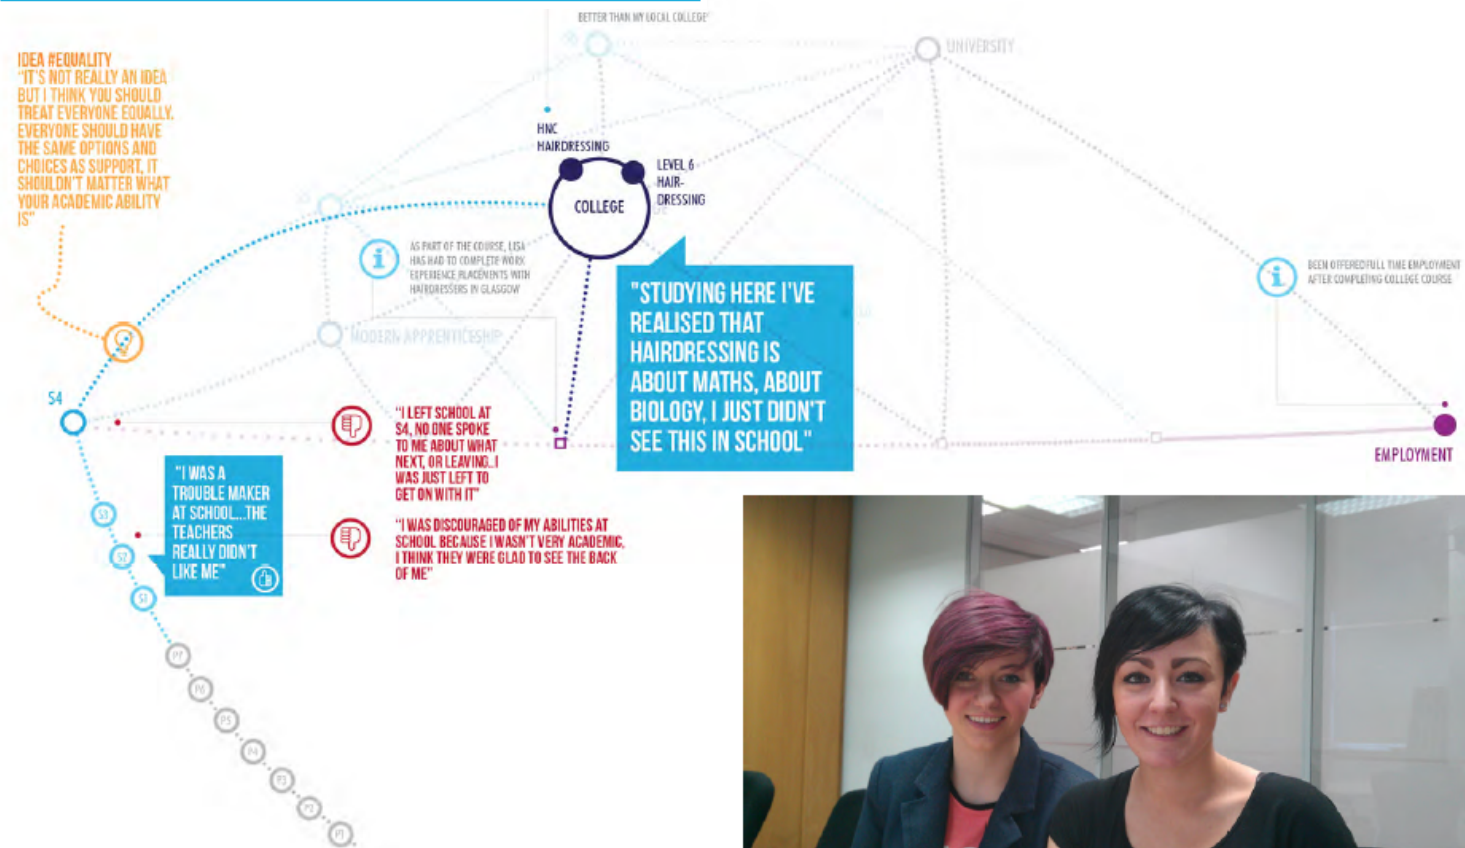 BETTER THAN MY LOCAL COLLEGE'
UNIVERSITY
IDEA #EQUALITY
"IT'S NOT REALLY AN IDEA
BUT I THINK YOU SHOULD
TREAT EVERYONE EQUALLY.
EVERYONE SHOULD HAVE
THE SAME OPTIONS AND
CHOICES AS SUPPORT, IT
SHOULDN'T MATTER WHAT
YOUR ACADEMIC ABILITY
IS"
HNC
HAIRDRESSING
LEVEL 6
HAIR-
DRESSING
COLLEGE
AS PART OF THE COURSE, LISA
HAS HAD TO COMPLETE WORK
EXPERIENCE PLACEMENTS WITH
HAIRDRESSERS IN GLASGOW
i
"STUDYING HERE I'VE
REALISED THAT
HAIRDRESSING IS
ABOUT MATHS, ABOUT
BIOLOGY, I JUST DIDN'T
SEE THIS IN SCHOOL"
i
BEEN OFFERED FULL TIME EMPLOYMENT
AFTER COMPLETING COLLEGE COURSE
MODERN APPRENTICESHIP
S4
"I LEFT SCHOOL AT
S4, NO ONE SPOKE
TO ME ABOUT WHAT
NEXT, OR LEAVING..I
WAS JUST LEFT TO
GET ON WITH IT"
EMPLOYMENT
"I WAS A
TROUBLE MAKER
AT SCHOOL...THE
TEACHERS
REALLY DIDN'T
LIKE ME"
"I WAS DISCOURAGED OF MY ABILITIES AT
SCHOOL BECAUSE I WASN'T VERY ACADEMIC,
I THINK THEY WERE GLAD TO SEE THE BACK
OF ME"
S3
S2
S1
P7
P6
P5
P4
P3
P2
P1